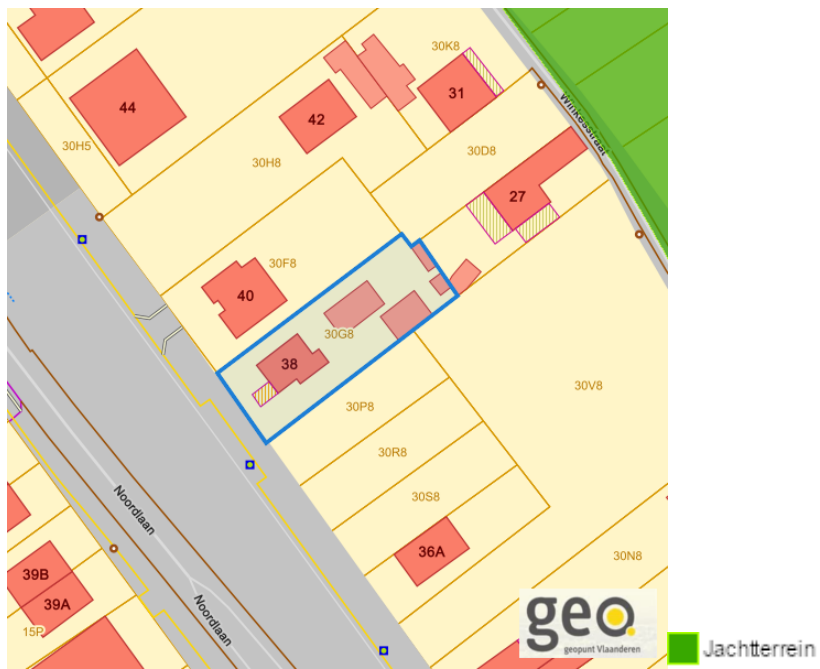 30K8
44
31
42
Winkesstraat
30H5
30D8
30H8
27
30F8
40
30G8
38
30V8
30P8
30R8
30S8
Noordlaan
36A
30N8
39B
39A
Noordlaan
15P
geo
geopunt Vlaanderen
Jachtterrein